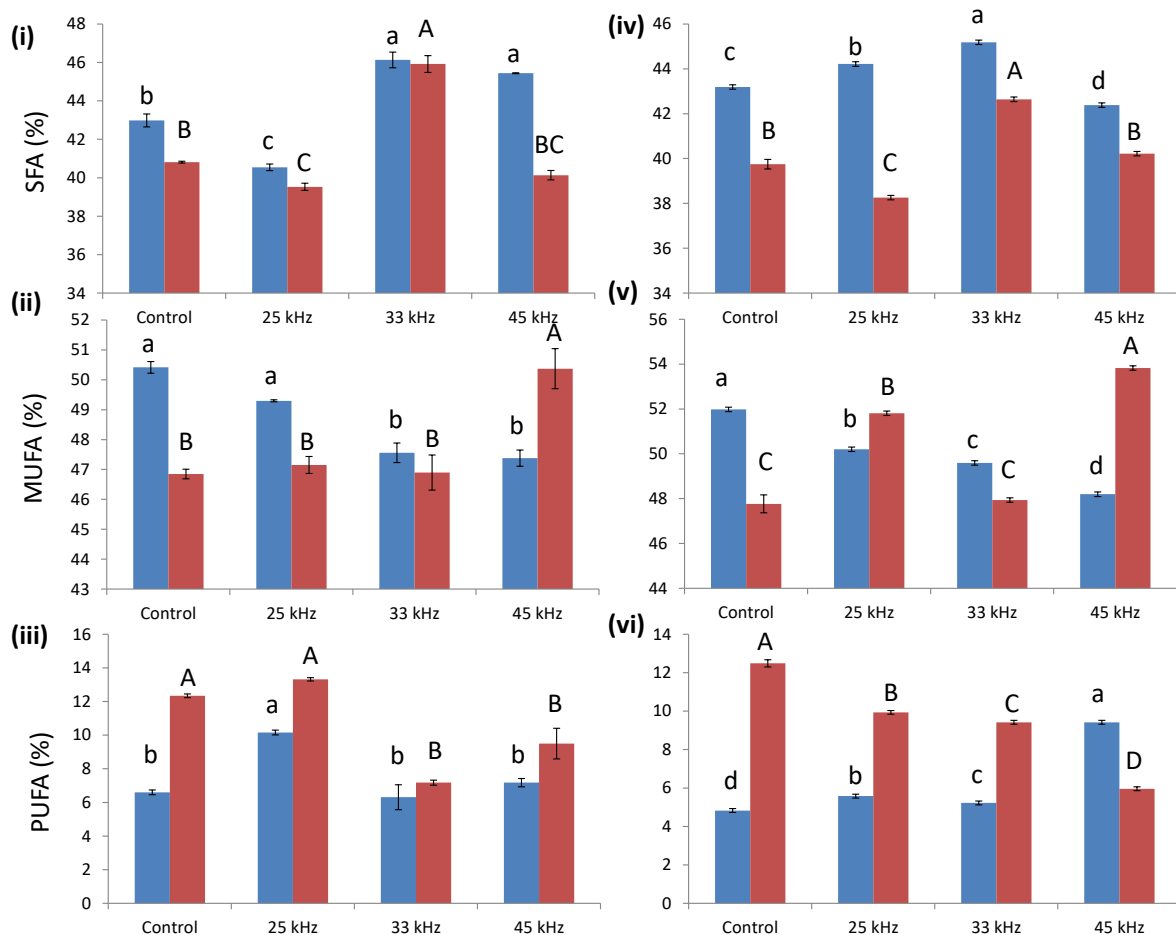 (i)
SFA (%)
48
46
44
42
40
38
36
34
b
B
c
C
a
A
a
BC
Control
25 kHz
33 kHz
45 kHz
(iv)
46
44
42
40
38
36
34
c
B
b
C
a
A
d
B
Control
25 kHz
33 kHz
45 kHz
(ii)
MUFA (%)
52
51
50
49
48
47
46
45
44
43
a
B
a
B
b
B
b
A
Control
25 kHz
33 kHz
45 kHz
(v)
56
54
52
50
48
46
44
a
C
b
B
c
C
d
A
Control
25 kHz
33 kHz
45 kHz
(iii)
PUFA (%)
16
14
12
10
8
6
4
2
0
b
A
a
A
b
B
b
B
Control
25 kHz
33 kHz
45 kHz
(vi)
14
12
10
8
6
4
2
0
d
A
b
B
c
C
a
D
Control
25 kHz
33 kHz
45 kHz